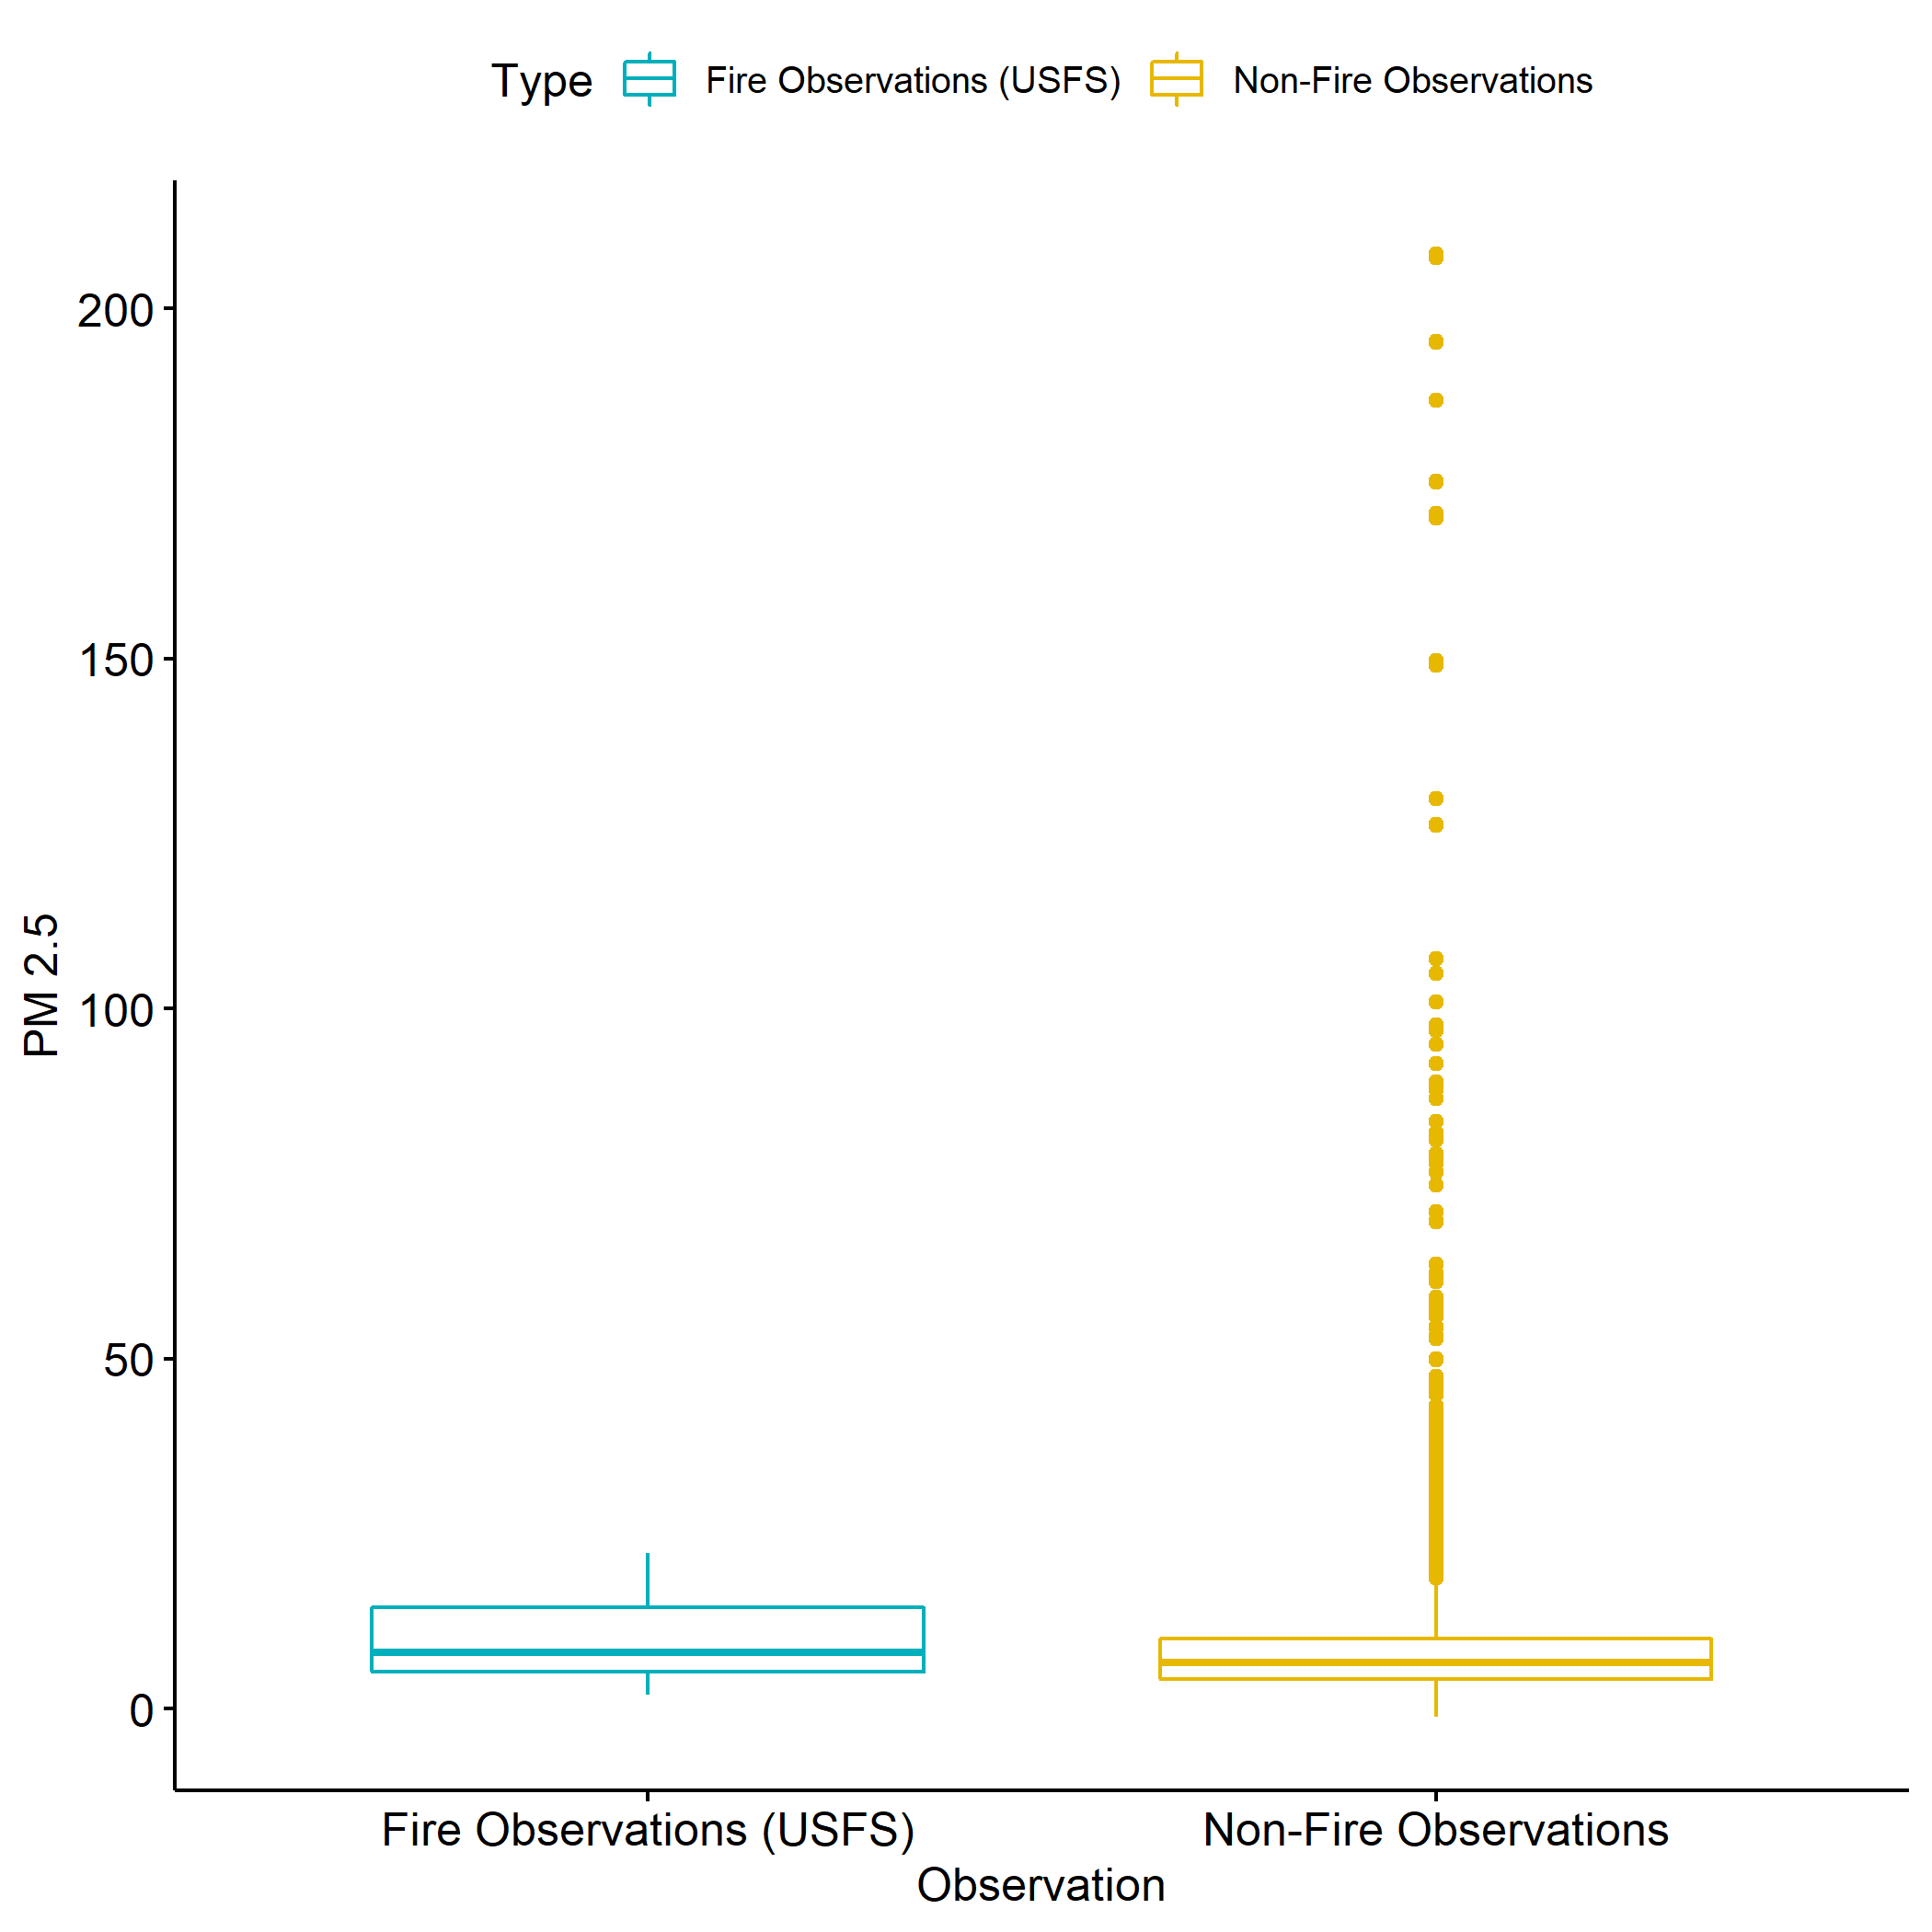 Type Fire Observations (USFS) Non-Fire Observations
200
150
100
50
0
PM 2.5
Fire Observations (USFS) Non-Fire Observations
Observation